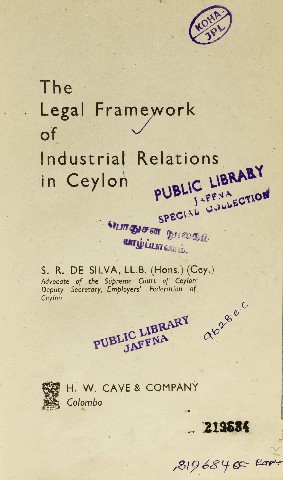 KOHA-
JPL
The
Legal Framework
of
Industrial Relations
in Ceylon
PUBLIC LIBRARY
JAFFNA
SPECIAL COLLECTION
பொதுசன நூலகம்
யாழ்ப்பாணம்.
S. R. DE SILVA, LL.B. (Hons.) (Cey.)
Advocate of the Supreme Court of Ceylon
Deputy Secretary, Employers' Federation of
Ceylon
PUBLIC LIBRARY
JAFFNA
H. W. CAVE & COMPANY
Colombo
219684
219684